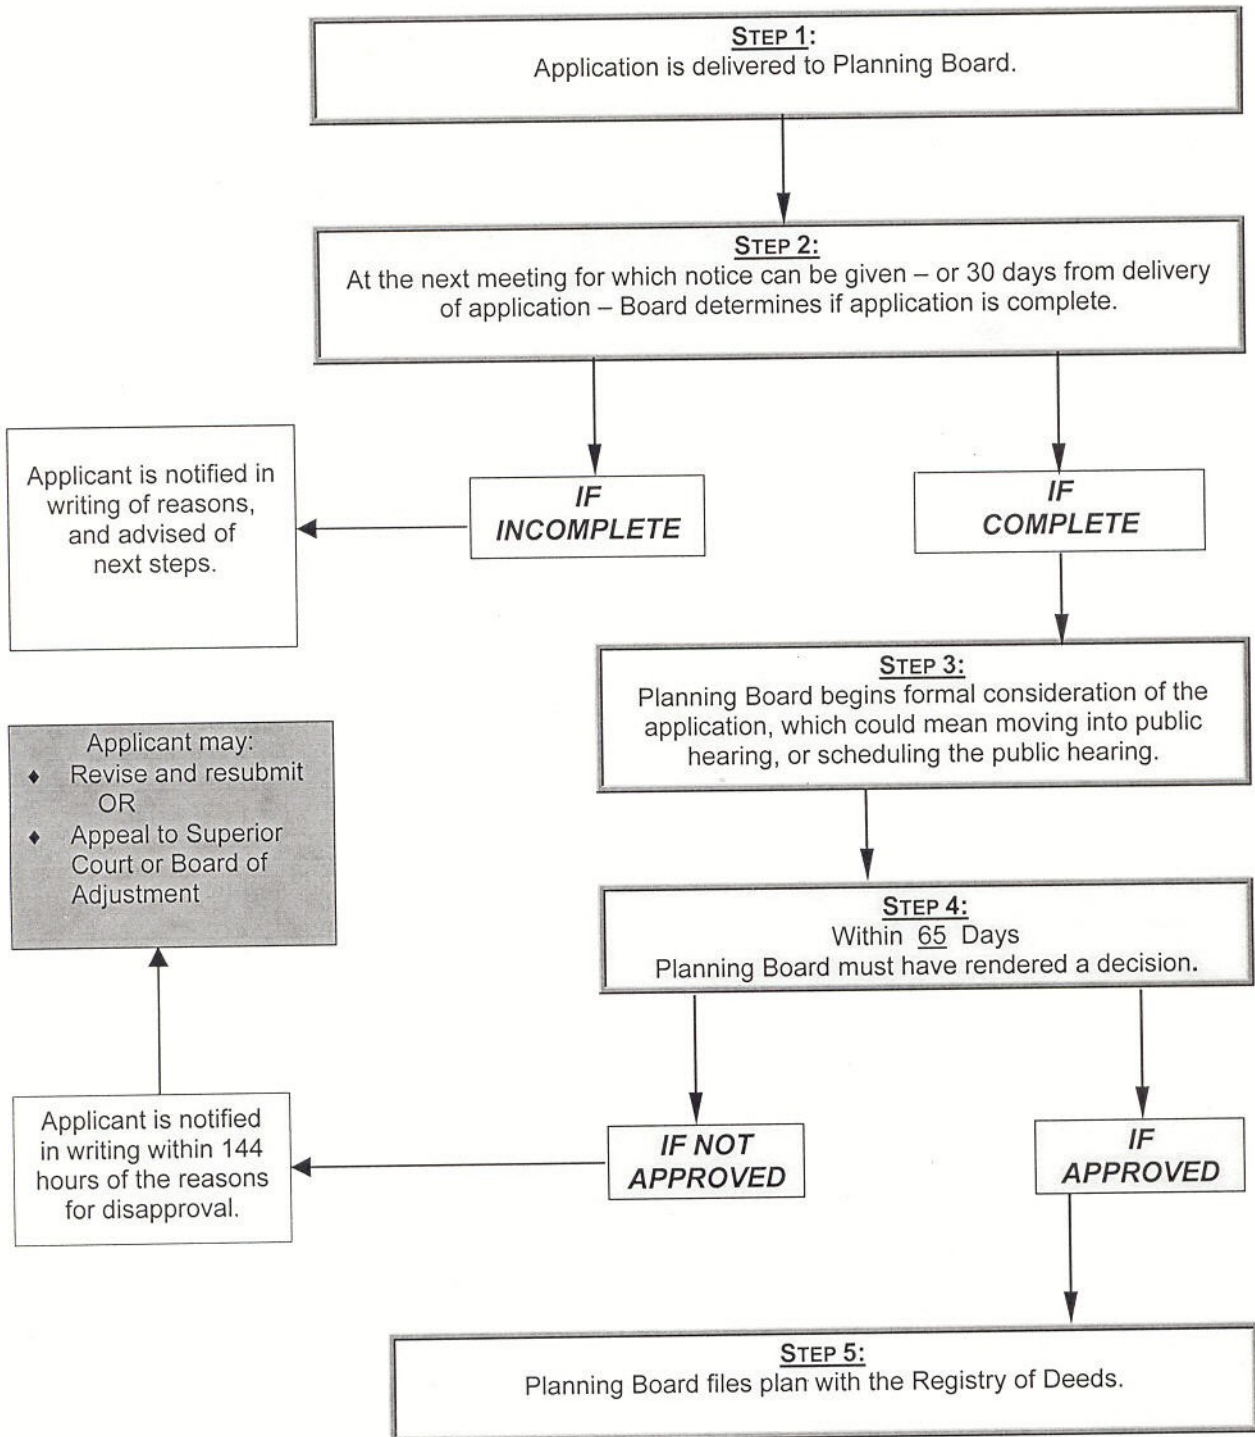 STEP 1:
Application is delivered to Planning Board.
STEP 2:
At the next meeting for which notice can be given – or 30 days from delivery
of application – Board determines if application is complete.
IF
INCOMPLETE
IF
COMPLETE
Applicant is notified in
writing of reasons,
and advised of
next steps.
STEP 3:
Planning Board begins formal consideration of the
application, which could mean moving into public
hearing, or scheduling the public hearing.
Applicant may:
♦ Revise and resubmit
OR
♦ Appeal to Superior
Court or Board of
Adjustment
STEP 4:
Within 65 Days
Planning Board must have rendered a decision.
IF NOT
APPROVED
IF
APPROVED
Applicant is notified
in writing within 144
hours of the reasons
for disapproval.
STEP 5:
Planning Board files plan with the Registry of Deeds.